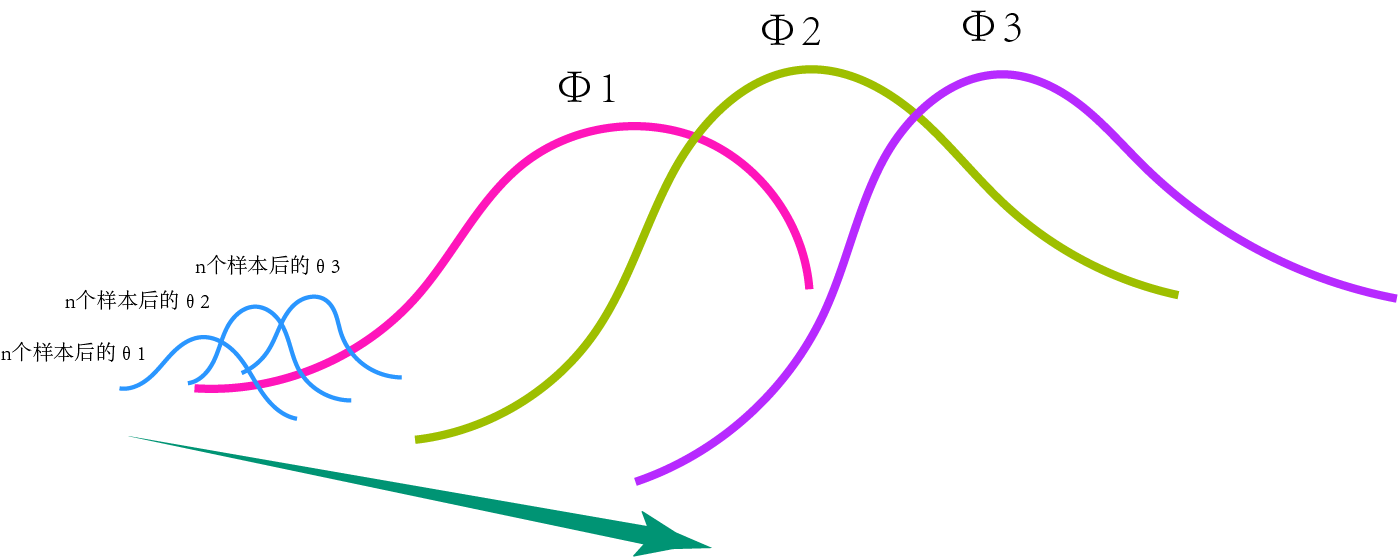 Φ 1
Φ 2
Φ 3
n个样本后的 θ 3
n个样本后的 θ 2
n个样本后的 θ 1